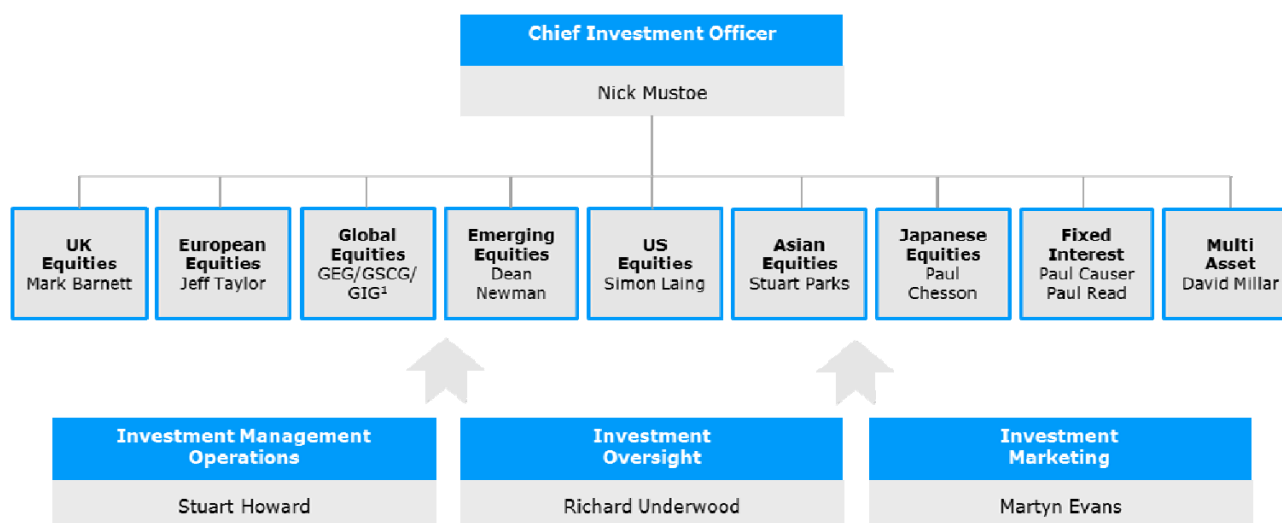 Chief Investment Officer
Nick Mustoe
UK
Equities
Mark Barnett
European
Equities
Jeff Taylor
Global
Equities
GEG/GSCG/
GIG¹
Emerging
Equities
Dean
Newman
US
Equities
Simon Laing
Asian
Equities
Stuart Parks
Japanese
Equities
Paul
Chesson
Fixed
Interest
Paul Causer
Paul Read
Multi
Asset
David Millar
Investment Management
Operations
Stuart Howard
Investment
Oversight
Richard Underwood
Investment
Marketing
Martyn Evans